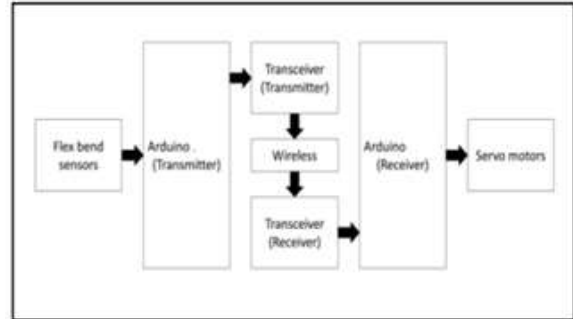 Flex bend
sensors
Arduino .
(Transmitter)
Transceiver
(Transmitter)
Wireless
Transceiver
(Receiver)
Arduino
(Receiver)
Servo motors